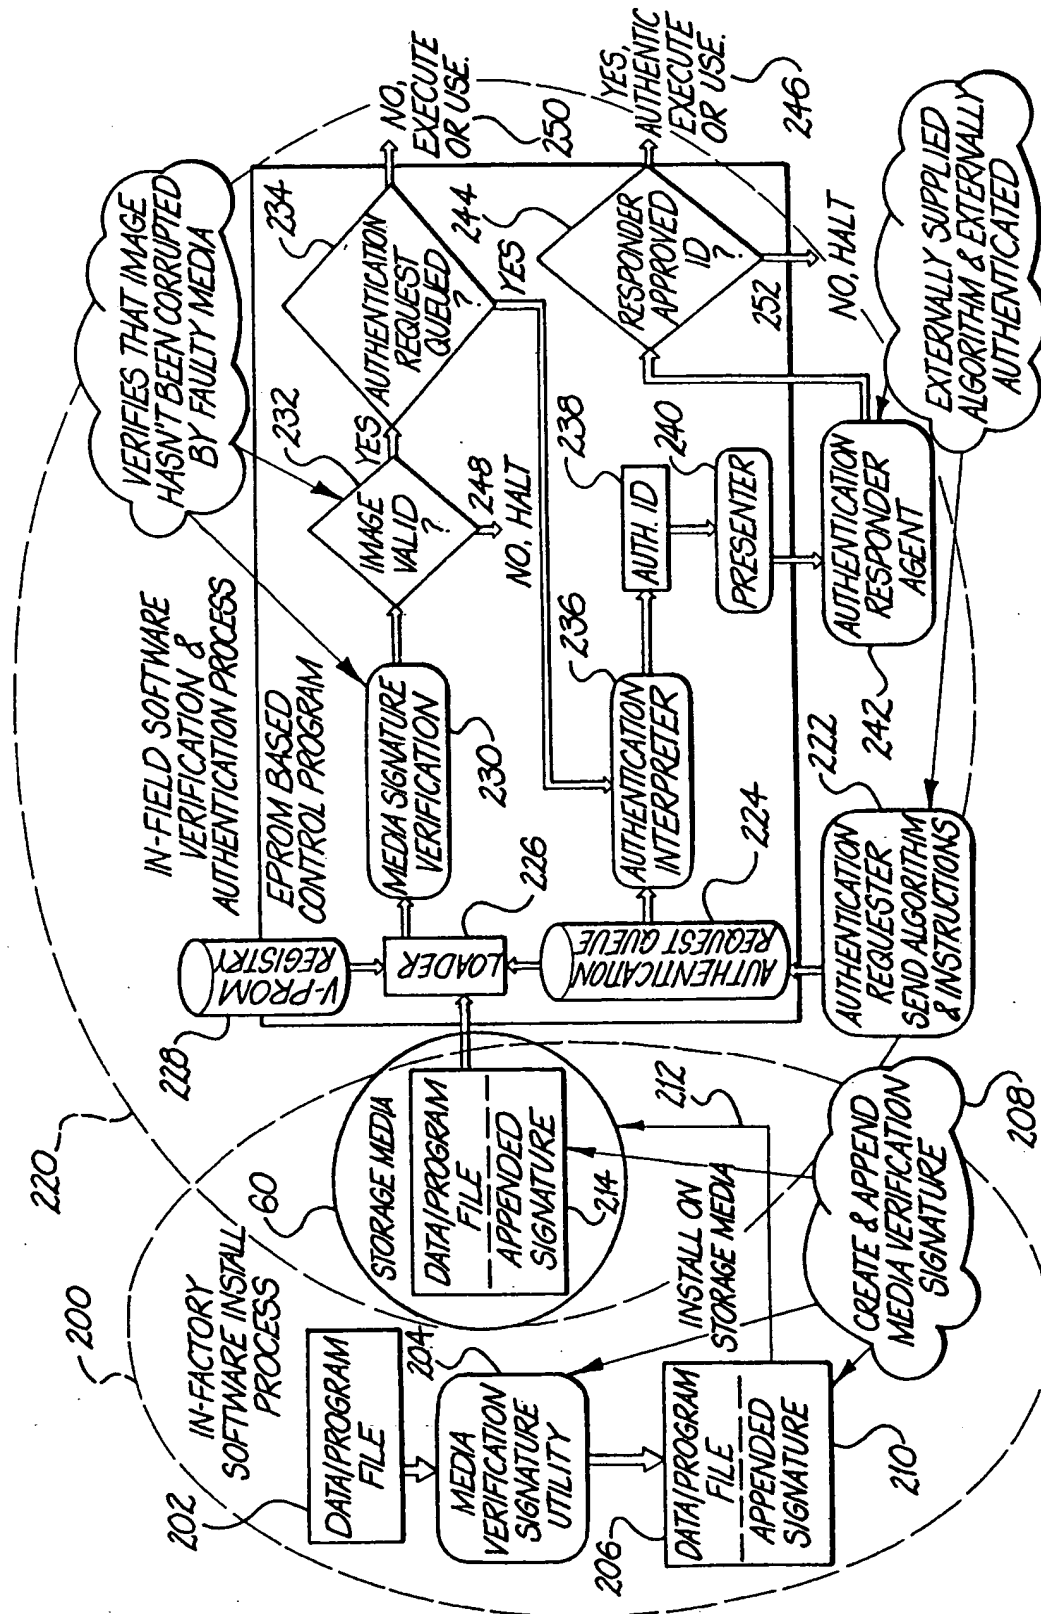 220
200
IN-FACTORY
SOFTWARE INSTALL
PROCESS
202
DATA/PROGRAM
FILE
204
MEDIA
VERIFICATION
SIGNATURE
UTILITY
206
DATA/PROGRAM
FILE
APPENDED
SIGNATURE
210
INSTALL ON
STORAGE MEDIA
212
CREATE & APPEND
MEDIA VERIFICATION
SIGNATURE
208
60
STORAGE MEDIA
DATA/PROGRAM
FILE
APPENDED
SIGNATURE
214
IN-FIELD SOFTWARE
VERIFICATION &
AUTHENTICATION PROCESS
EPROM BASED
CONTROL PROGRAM
228
V-PROM
REGISTRY
LOADER
226
AUTHENTICATION
REQUEST QUEUE
224
AUTHENTICATION
REQUESTER
SEND ALGORITHM
& INSTRUCTIONS
222
MEDIA SIGNATURE
VERIFICATION
230
VERIFIES THAT IMAGE
HASN'T BEEN CORRUPTED
BY FAULTY MEDIA
IMAGE
VALID
?
232
YES
248
NO, HALT
AUTHENTICATION
REQUEST
QUEUED
?
234
YES
NO,
EXECUTE
OR USE.
250
AUTHENTICATION
INTERPRETER
236
AUTH. ID
238
PRESENTER
240
AUTHENTICATION
RESPONDER
AGENT
242
RESPONDER
APPROVED
ID
?
244
YES,
AUTHENTIC
EXECUTE
OR USE.
246
252
NO, HALT
EXTERNALLY SUPPLIED
ALGORITHM & EXTERNALLY
AUTHENTICATED